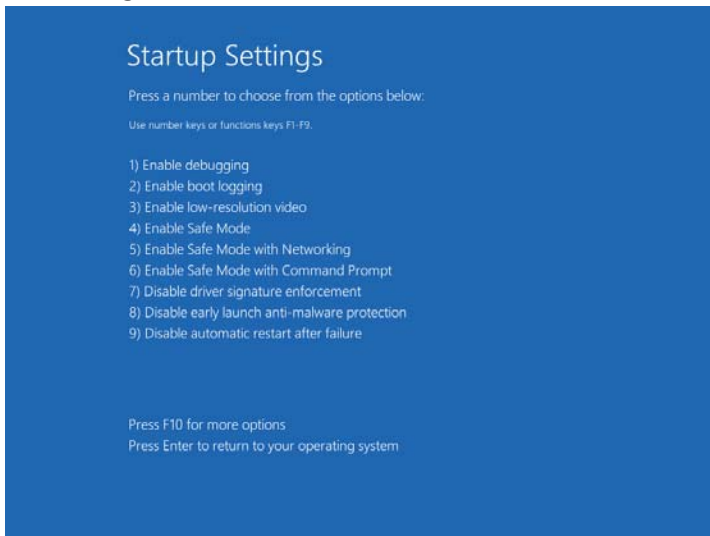 Startup Settings
Press a number to choose from the options below:
Use number keys or functions keys F1-F9.
1) Enable debugging
2) Enable boot logging
3) Enable low-resolution video
4) Enable Safe Mode
5) Enable Safe Mode with Networking
6) Enable Safe Mode with Command Prompt
7) Disable driver signature enforcement
8) Disable early launch anti-malware protection
9) Disable automatic restart after failure
Press F10 for more options
Press Enter to return to your operating system